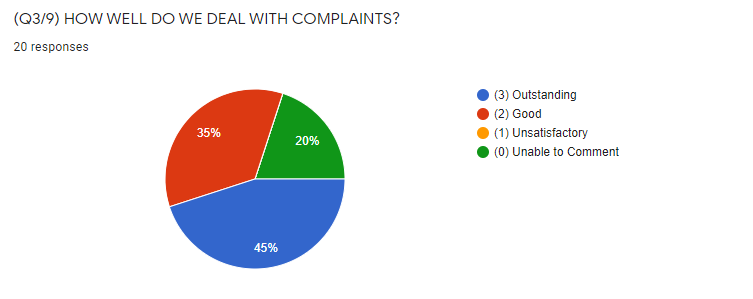 (Q3/9) HOW WELL DO WE DEAL WITH COMPLAINTS?
20 responses
35%
20%
45%
(3) Outstanding
(2) Good
(1) Unsatisfactory
(0) Unable to Comment